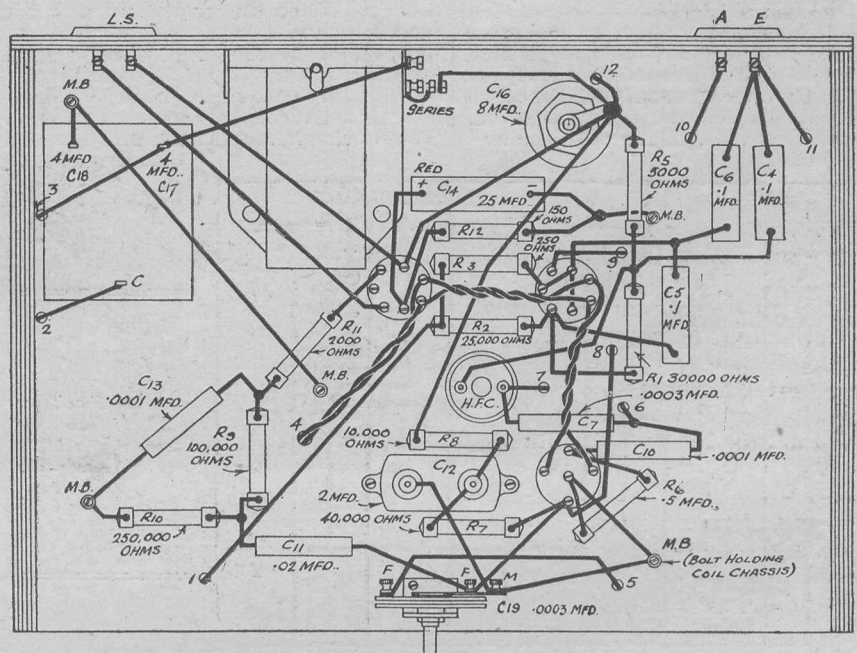 L.S.
A E
M.B.
SERIES
C16
8 MFD.
12
4 MFD..
C18
4
MFD..
C17
3
RED
C14
+
25 MFD..
-
150
OHMS
R12
250
OHMS
R3
R5
5000
OHMS
M.B.
10
11
C6
.1
MFD.
C4
.1
MFD.
9
C
2
R11
2000
OHMS
R2
25,000 OHMS
C5
.1
MFD
8
C13
.0001 MFD.
M.B.
H.F.C.
7
R1 30,000 OHMS
.0003 MFD.
C7
6
R9
100,000
OHMS
4
10,000
OHMS
R8
C10
.0001 MFD.
C12
2 MFD.
R6
.5 MFD..
M.B.
R10
250,000
OHMS
40,000 OHMS
R7
C11
.02 MFD..
1
F
F
M
M.B
(BOLT HOLDING
COIL CHASSIS)
5
C19 .0003 MFD.